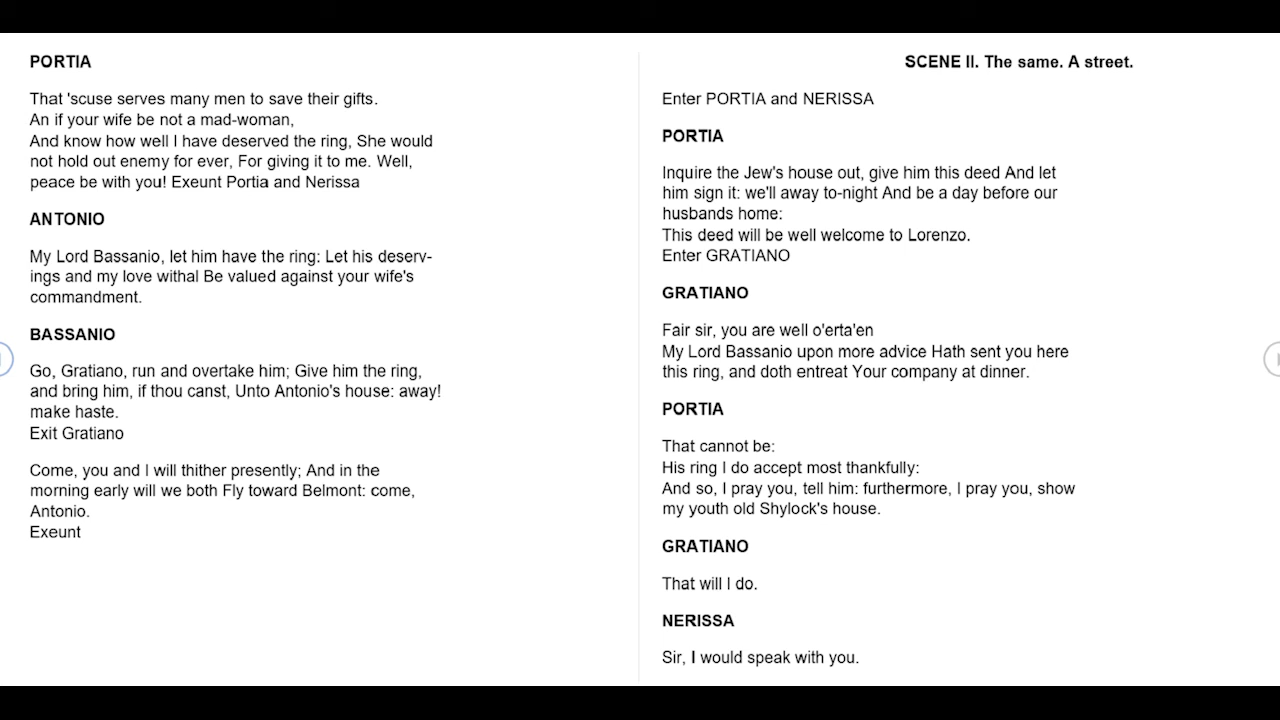 PORTIA
That 'scuse serves many men to save their gifts.
An if your wife be not a mad-woman,
And know how well I have deserved the ring, She would
not hold out enemy for ever, For giving it to me. Well,
peace be with you! Exeunt Portia and Nerissa
ANTONIO
My Lord Bassanio, let him have the ring: Let his deserv-
ings and my love withal Be valued against your wife's
commandment.
BASSANIO
Go, Gratiano, run and overtake him; Give him the ring,
and bring him, if thou canst, Unto Antonio's house: away!
make haste.
Exit Gratiano
Come, you and I will thither presently; And in the
morning early will we both Fly toward Belmont: come,
Antonio.
Exeunt
SCENE II. The same. A street.
Enter PORTIA and NERISSA
PORTIA
Inquire the Jew's house out, give him this deed And let
him sign it: we'll away to-night And be a day before our
husbands home:
This deed will be well welcome to Lorenzo.
Enter GRATIANO
GRATIANO
Fair sir, you are well o'erta'en
My Lord Bassanio upon more advice Hath sent you here
this ring, and doth entreat Your company at dinner.
PORTIA
That cannot be:
His ring I do accept most thankfully:
And so, I pray you, tell him: furthermore, I pray you, show
my youth old Shylock's house.
GRATIANO
That will I do.
NERISSA
Sir, I would speak with you.